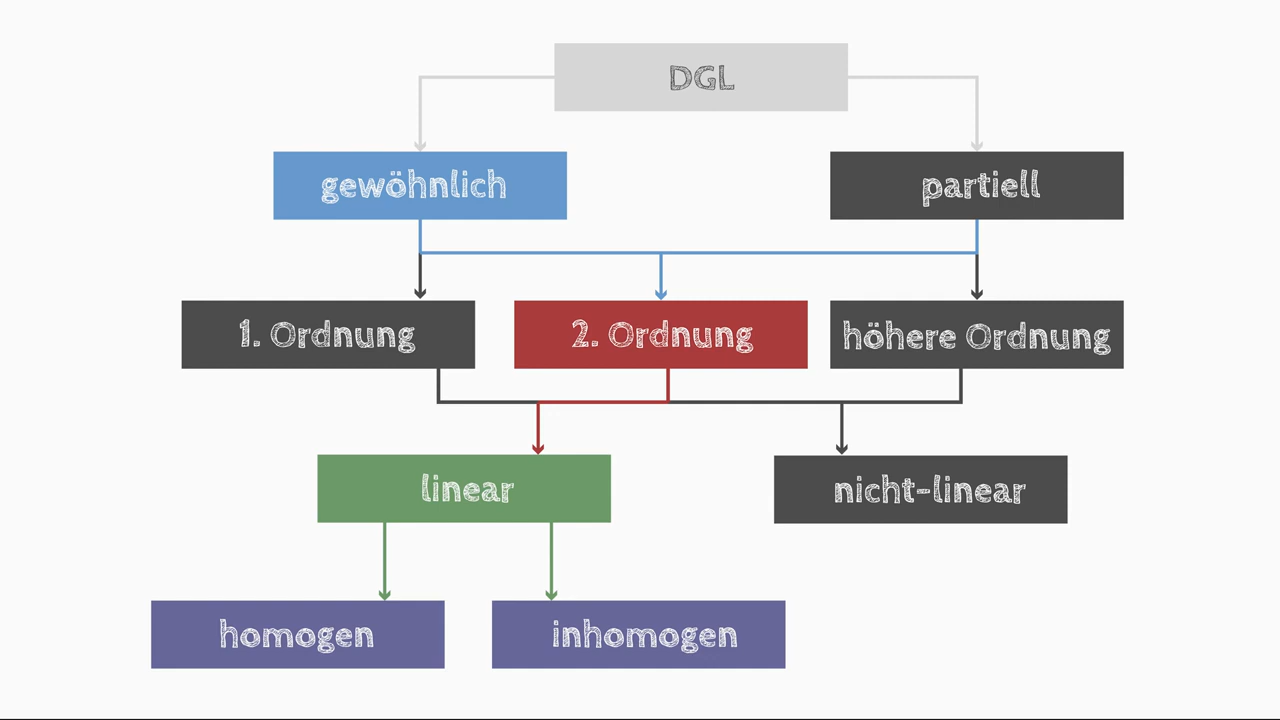 DGL
gewöhnlich
partiell
1. Ordnung
2. Ordnung
höhere Ordnung
linear
nicht-linear
homogen
inhomogen